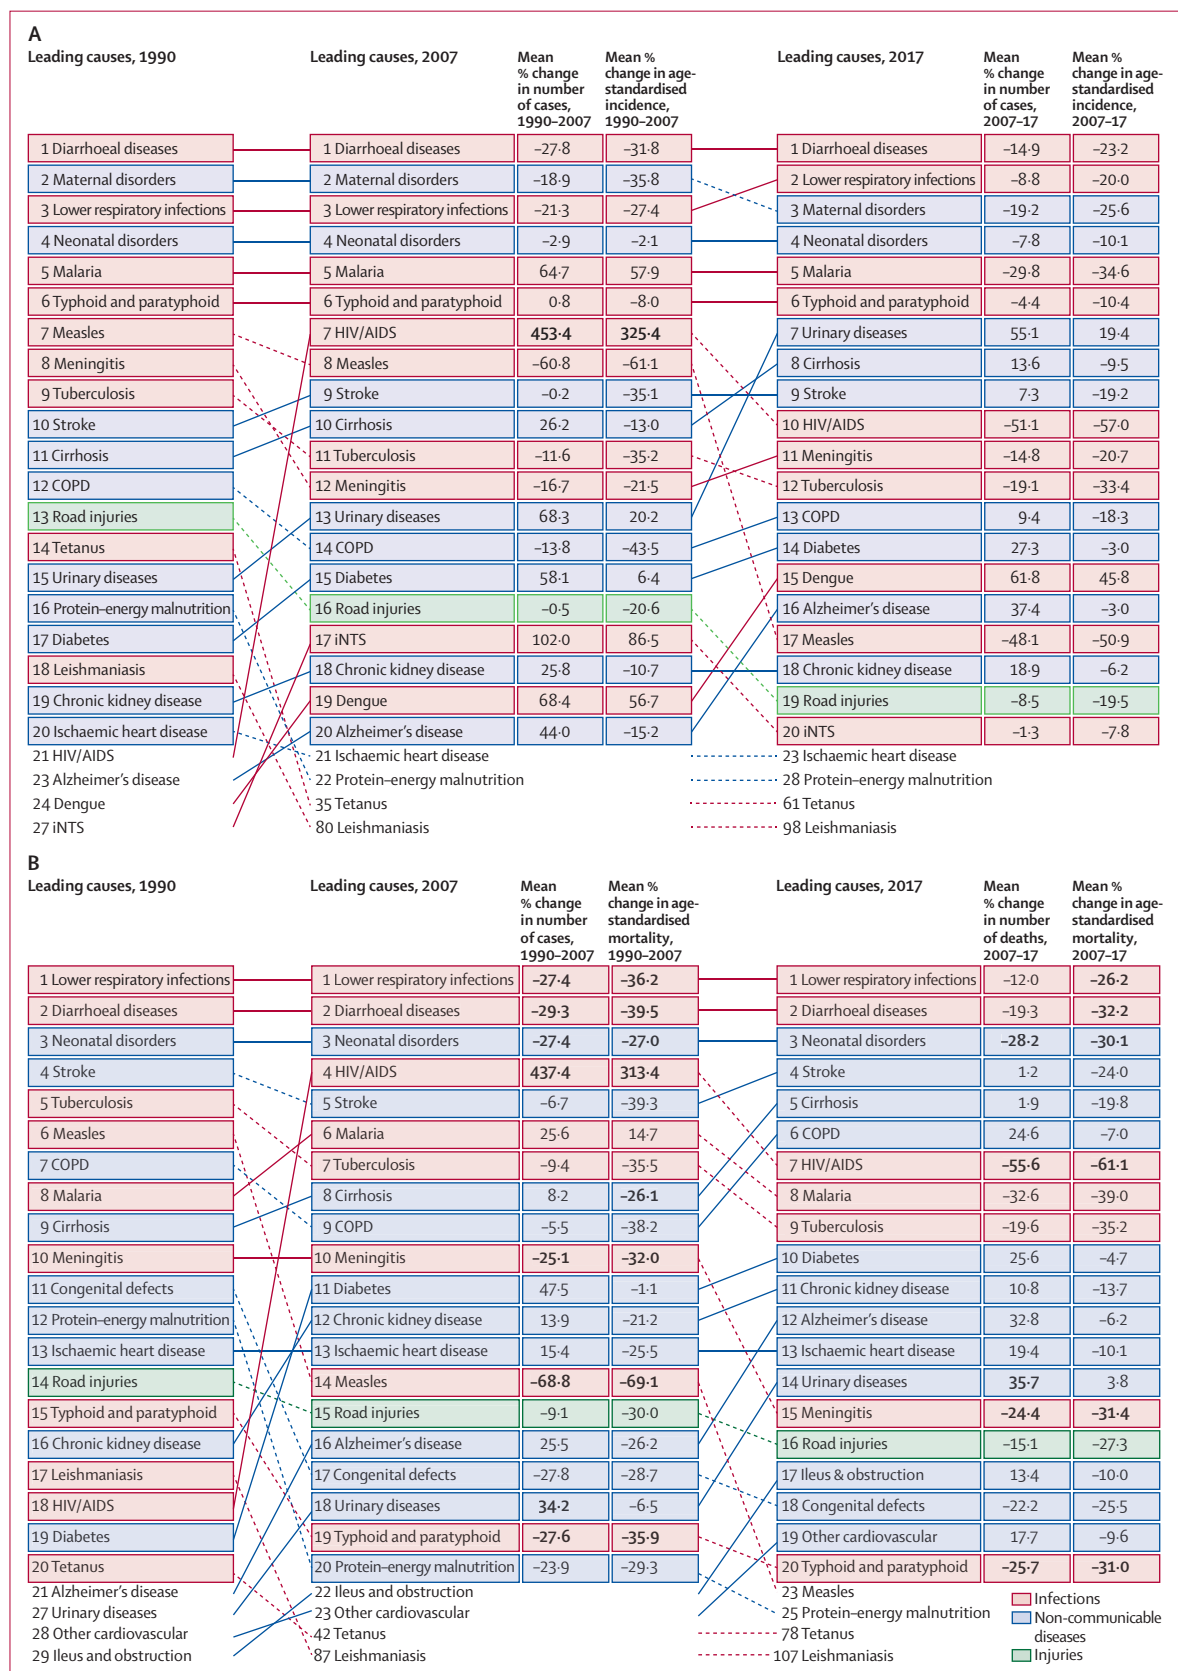 A
Leading causes, 1990
Leading causes, 2007
Mean
% change
in number
of cases,
1990–2007
Mean %
change in age-
standardised
incidence,
1990–2007
Leading causes, 2017
Mean
% change
in number
of cases,
2007–17
Mean %
change in age-
standardised
incidence,
2007–17
1 Diarrhoeal diseases 1 Diarrhoeal diseases –27·8 –31·8 1 Diarrhoeal diseases –14·9 –23·2
2 Maternal disorders 2 Maternal disorders –18·9 –35·8 2 Lower respiratory infections –8·8 –20·0
3 Lower respiratory infections 3 Lower respiratory infections –21·3 –27·4 3 Maternal disorders –19·2 –25·6
4 Neonatal disorders 4 Neonatal disorders –2·9 –2·1 4 Neonatal disorders –7·8 –10·1
5 Malaria 5 Malaria 64·7 57·9 5 Malaria –29·8 –34·6
6 Typhoid and paratyphoid 6 Typhoid and paratyphoid 0·8 –8·0 6 Typhoid and paratyphoid –4·4 –10·4
7 Measles 7 HIV/AIDS 453·4 325·4 7 Urinary diseases 55·1 19·4
8 Meningitis 8 Measles –60·8 –61·1 8 Cirrhosis 13·6 –9·5
9 Tuberculosis 9 Stroke –0·2 –35·1 9 Stroke 7·3 –19·2
10 Stroke 10 Cirrhosis 26·2 –13·0 10 HIV/AIDS –51·1 –57·0
11 Cirrhosis 11 Tuberculosis –11·6 –35·2 11 Meningitis –14·8 –20·7
12 COPD 12 Meningitis –16·7 –21·5 12 Tuberculosis –19·1 –33·4
13 Road injuries 13 Urinary diseases 68·3 20·2 13 COPD 9·4 –18·3
14 Tetanus 14 COPD –13·8 –43·5 14 Diabetes 27·3 –3·0
15 Urinary diseases 15 Diabetes 58·1 6·4 15 Dengue 61·8 45·8
16 Protein–energy malnutrition 16 Road injuries –0·5 –20·6 16 Alzheimer's disease 37·4 –3·0
17 Diabetes 17 iNTS 102·0 86·5 17 Measles –48·1 –50·9
18 Leishmaniasis 18 Chronic kidney disease 25·8 –10·7 18 Chronic kidney disease 18·9 –6·2
19 Chronic kidney disease 19 Dengue 68·4 56·7 19 Road injuries –8·5 –19·5
20 Ischaemic heart disease 20 Alzheimer's disease 44·0 –15·2 20 iNTS –1·3 –7·8
21 HIV/AIDS 21 Ischaemic heart disease 23 Ischaemic heart disease
23 Alzheimer's disease 22 Protein–energy malnutrition 28 Protein–energy malnutrition
24 Dengue 35 Tetanus 61 Tetanus
27 iNTS 80 Leishmaniasis 98 Leishmaniasis
B
Leading causes, 1990
Leading causes, 2007
Mean
% change
in number
of cases,
1990–2007
Mean %
change in age-
standardised
mortality,
1990–2007
Leading causes, 2017
Mean
% change
in number
of deaths,
2007–17
Mean %
change in age-
standardised
mortality,
2007–17
1 Lower respiratory infections 1 Lower respiratory infections –27·4 –36·2 1 Lower respiratory infections –12·0 –26·2
2 Diarrhoeal diseases 2 Diarrhoeal diseases –29·3 –39·5 2 Diarrhoeal diseases –19·3 –32·2
3 Neonatal disorders 3 Neonatal disorders –27·4 –27·0 3 Neonatal disorders –28·2 –30·1
4 Stroke 4 HIV/AIDS 437·4 313·4 4 Stroke 1·2 –24·0
5 Tuberculosis 5 Stroke –6·7 –39·3 5 Cirrhosis 1·9 –19·8
6 Measles 6 Malaria 25·6 14·7 6 COPD 24·6 –7·0
7 COPD 7 Tuberculosis –9·4 –35·5 7 HIV/AIDS –55·6 –61·1
8 Malaria 8 Cirrhosis 8·2 –26·1 8 Malaria –32·6 –39·0
9 Cirrhosis 9 COPD –5·5 –38·2 9 Tuberculosis –19·6 –35·2
10 Meningitis 10 Meningitis –25·1 –32·0 10 Diabetes 25·6 –4·7
11 Congenital defects 11 Diabetes 47·5 –1·1 11 Chronic kidney disease 10·8 –13·7
12 Protein–energy malnutrition 12 Chronic kidney disease 13·9 –21·2 12 Alzheimer's disease 32·8 –6·2
13 Ischaemic heart disease 13 Ischaemic heart disease 15·4 –25·5 13 Ischaemic heart disease 19·4 –10·1
14 Road injuries 14 Measles –68·8 –69·1 14 Urinary diseases 35·7 3·8
15 Typhoid and paratyphoid 15 Road injuries –9·1 –30·0 15 Meningitis –24·4 –31·4
16 Chronic kidney disease 16 Alzheimer's disease 25·5 –26·2 16 Road injuries –15·1 –27·3
17 Leishmaniasis 17 Congenital defects –27·8 –28·7 17 Ileus & obstruction 13·4 –10·0
18 HIV/AIDS 18 Urinary diseases 34·2 –6·5 18 Congenital defects –22·2 –25·5
19 Diabetes 19 Typhoid and paratyphoid –27·6 –35·9 19 Other cardiovascular 17·7 –9·6
20 Tetanus 20 Protein–energy malnutrition –23·9 –29·3 20 Typhoid and paratyphoid –25·7 –31·0
21 Alzheimer's disease 22 Ileus and obstruction 23 Measles
27 Urinary diseases 23 Other cardiovascular 25 Protein–energy malnutrition
28 Other cardiovascular 42 Tetanus 78 Tetanus
29 Ileus and obstruction 87 Leishmaniasis 107 Leishmaniasis
Infections
Non-communicable
diseases
Injuries